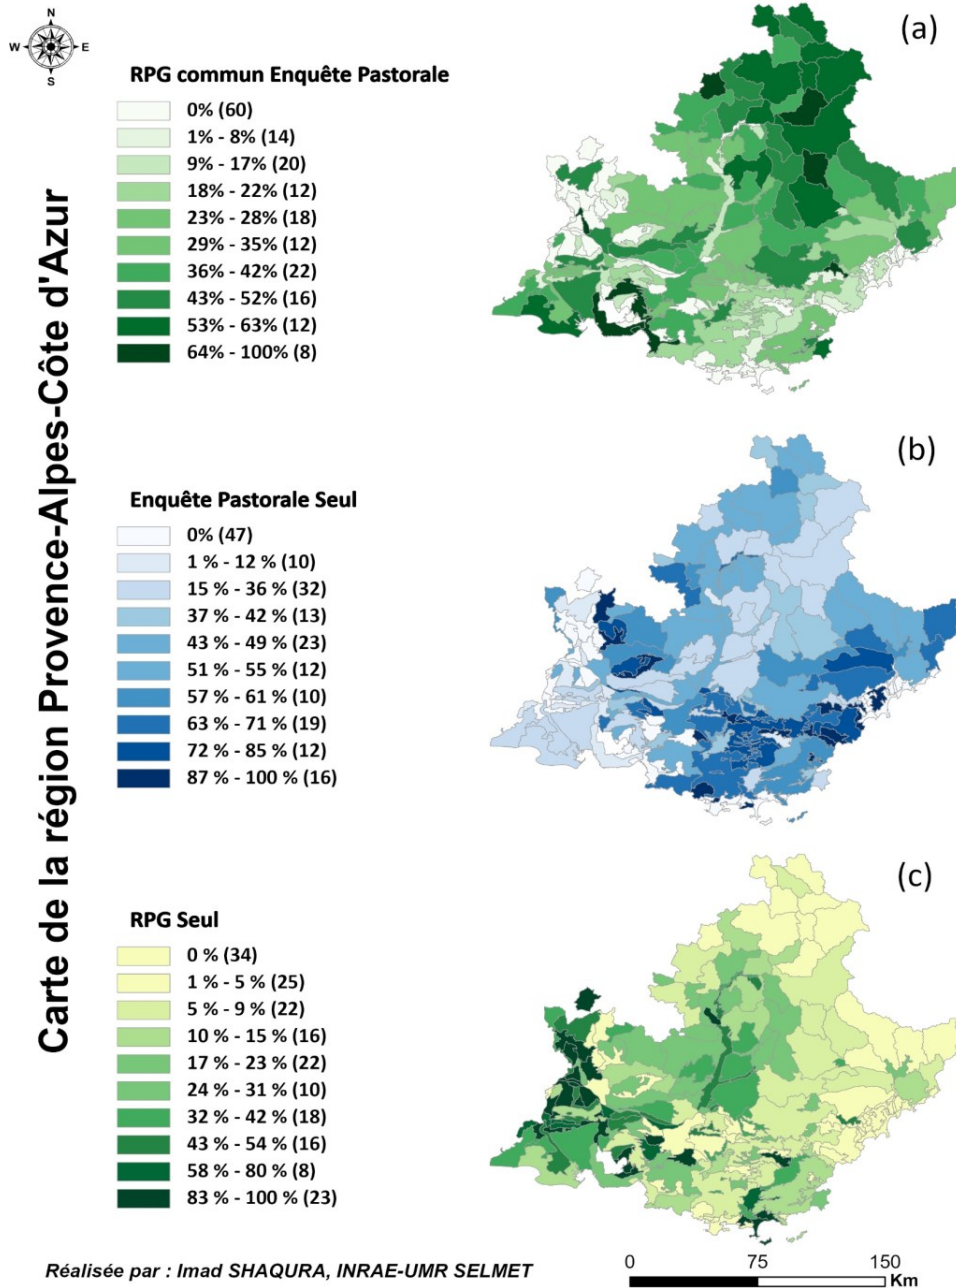 N
W E
S
(a)
RPG commun Enquête Pastorale
0% (60)
1% - 8% (14)
9% - 17% (20)
18% - 22% (12)
23% - 28% (18)
29% - 35% (12)
36% - 42% (22)
43% - 52% (16)
53% - 63% (12)
64% - 100% (8)
Carte de la région Provence-Alpes-Côte d'Azur
(b)
Enquête Pastorale Seul
0% (47)
1 % - 12 % (10)
15 % - 36 % (32)
37 % - 42 % (13)
43 % - 49 % (23)
51 % - 55 % (12)
57 % - 61 % (10)
63 % - 71 % (19)
72 % - 85 % (12)
87 % - 100 % (16)
(c)
RPG Seul
0 % (34)
1 % - 5 % (25)
5 % - 9 % (22)
10 % - 15 % (16)
17 % - 23 % (22)
24 % - 31 % (10)
32 % - 42 % (18)
43 % - 54 % (16)
58 % - 80 % (8)
83 % - 100 % (23)
Réalisée par : Imad SHAQURA, INRAE-UMR SELMET
0 75 150
Km